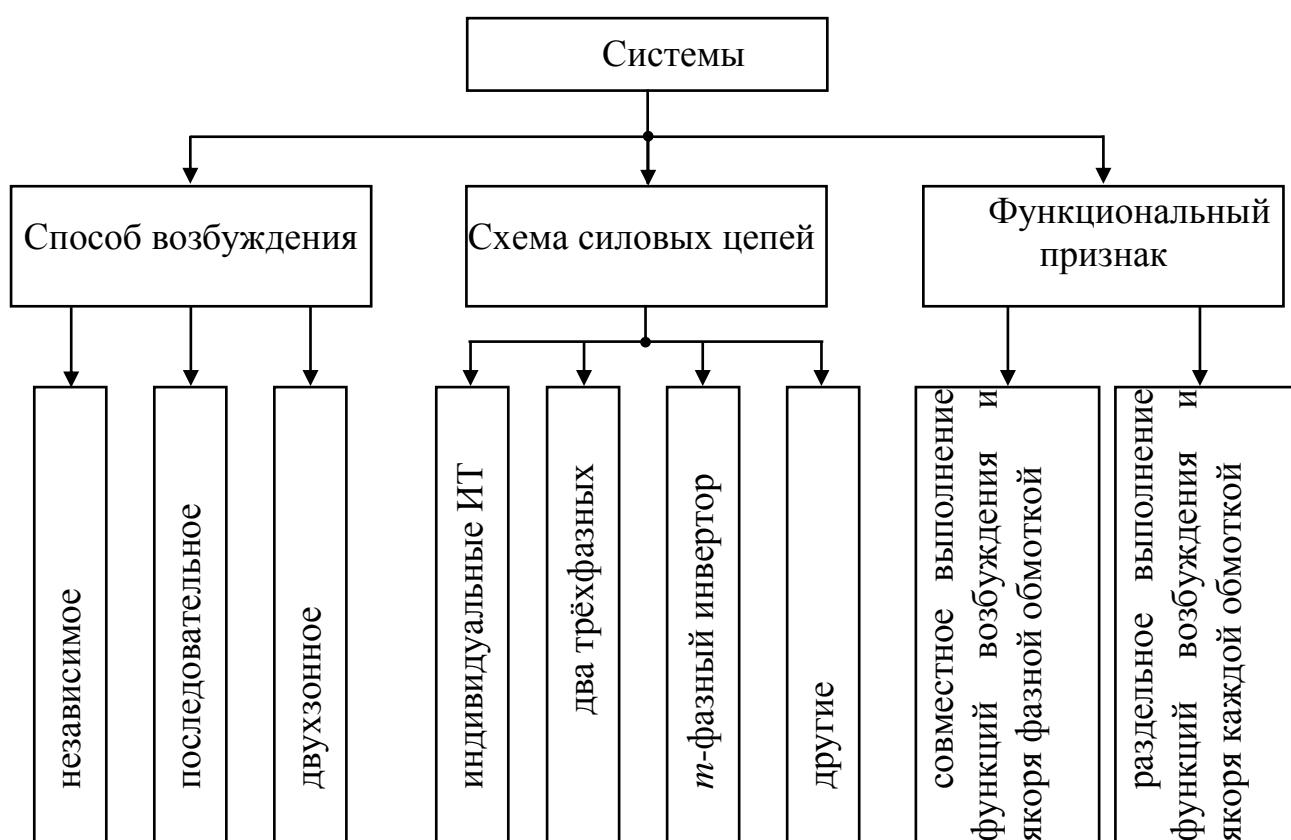 Системы
Способ возбуждения
Схема силовых цепей
Функциональный
признак
независимое
последовательное
двухзонное
индивидуальные ИТ
два трёхфазных
m-фазный инвертор
другие
совместное выполнение
функций возбуждения и
якоря фазной обмоткой
раздельное выполнение
функций возбуждения и
якоря каждой обмоткой